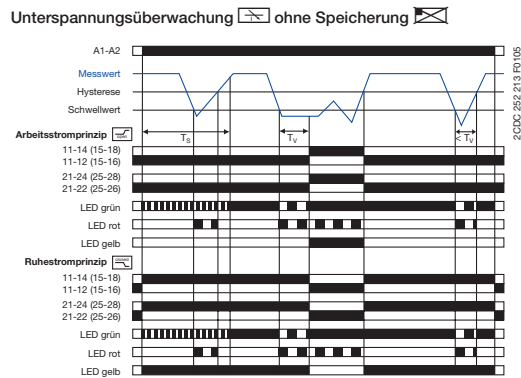 Unterspannungsüberwachung ohne Speicherung
A1-A2
Messwert
Hysterese
Schwellwert
Arbeitsstromprinzip
TS
TV
< TV
11-14 (15-18)
11-12 (15-16)
21-24 (25-28)
21-22 (25-26)
LED grün
LED rot
LED gelb
Ruhestromprinzip
11-14 (15-18)
11-12 (15-16)
21-24 (25-28)
21-22 (25-26)
LED grün
LED rot
LED gelb
2CDC 252 213 F0105